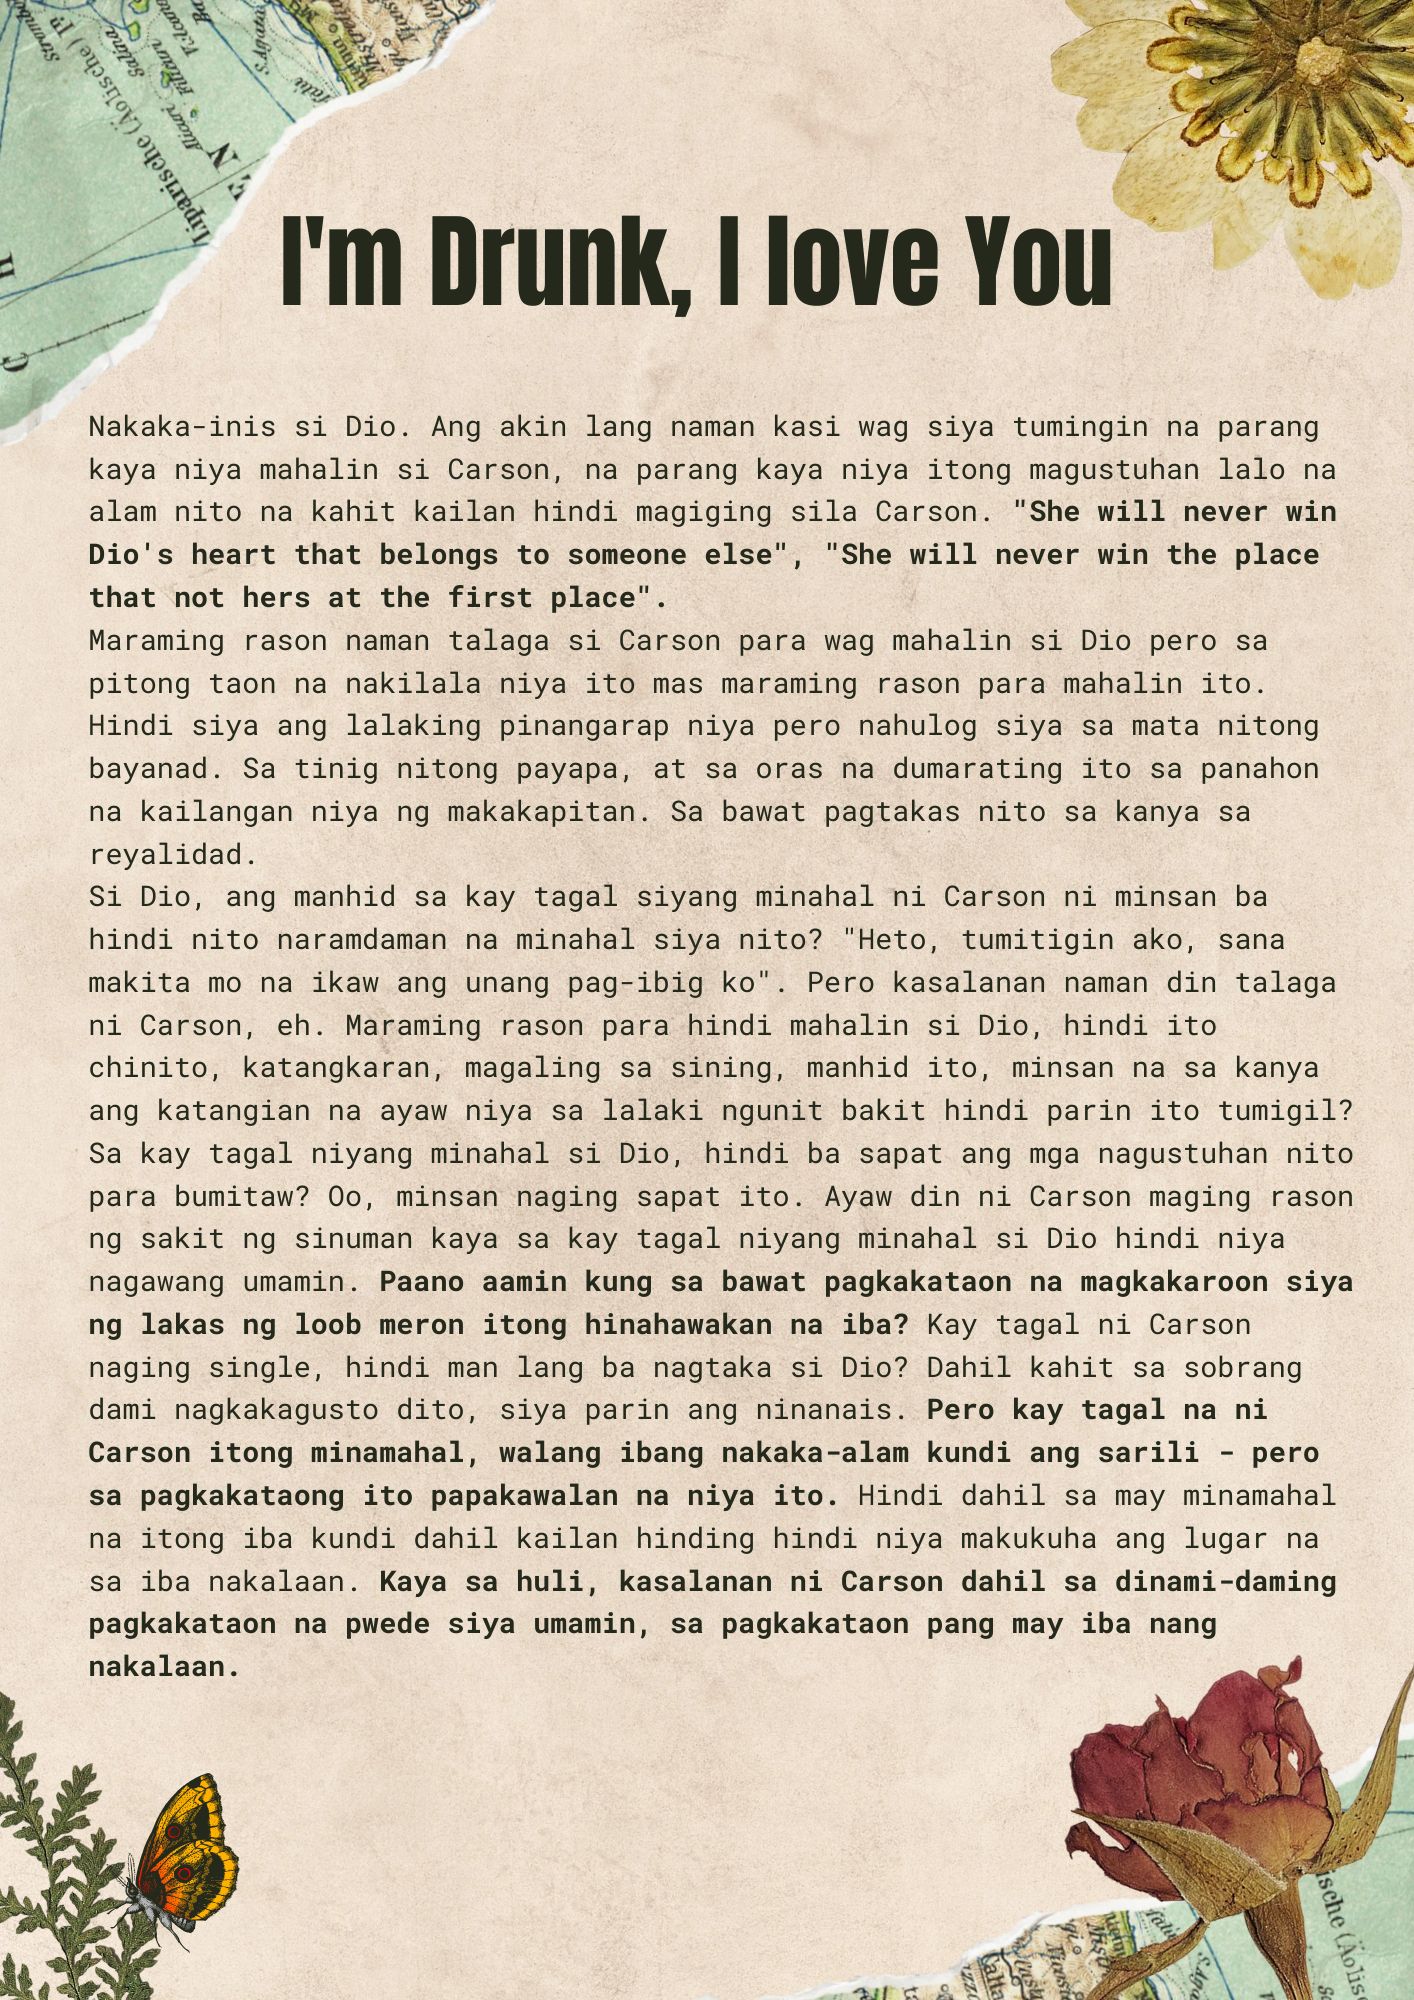 I'm Drunk, I love You
Nakaka-inis si Dio. Ang akin lang naman kasi wag siya tumingin na parang
kaya niya mahalin si Carson, na parang kaya niya itong magustuhan lalo na
alam nito na kahit kailan hindi magiging sila Carson. "She will never win
Dio's heart that belongs to someone else", "She will never win the place
that not hers at the first place".
Maraming rason naman talaga si Carson para wag mahalin si Dio pero sa
pitong taon na nakilala niya ito mas maraming rason para mahalin ito.
Hindi siya ang lalaking pinangarap niya pero nahulog siya sa mata nitong
bayanad. Sa tinig nitong payapa, at sa oras na dumarating ito sa panahon
na kailangan niya ng makakapitan. Sa bawat pagtakas nito sa kanya sa
reyalidad.
Si Dio, ang manhid sa kay tagal siyang minahal ni Carson ni minsan ba
hindi nito naramdaman na minahal siya nito? "Heto, tumitigin ako, sana
makita mo na ikaw ang unang pag-ibig ko". Pero kasalanan naman din talaga
ni Carson, eh. Maraming rason para hindi mahalin si Dio, hindi ito
chinito, katangkaran, magaling sa sining, manhid ito, minsan na sa kanya
ang katangian na ayaw niya sa lalaki ngunit bakit hindi parin ito tumigil?
Sa kay tagal niyang minahal si Dio, hindi ba sapat ang mga nagustuhan nito
para bumitaw? Oo, minsan naging sapat ito. Ayaw din ni Carson maging rason
ng sakit ng sinuman kaya sa kay tagal niyang minahal si Dio hindi niya
nagawang umamin. Paano aamin kung sa bawat pagkakataon na magkakaroon siya
ng lakas ng loob meron itong hinahawakan na iba? Kay tagal ni Carson
naging single, hindi man lang ba nagtaka si Dio? Dahil kahit sa sobrang
dami nagkakagusto dito, siya parin ang ninanais. Pero kay tagal na ni
Carson itong minamahal, walang ibang nakaka-alam kundi ang sarili - pero
sa pagkakataong ito papakawalan na niya ito. Hindi dahil sa may minamahal
na itong iba kundi dahil kailan hinding hindi niya makukuha ang lugar na
sa iba nakalaan. Kaya sa huli, kasalanan ni Carson dahil sa dinami-daming
pagkakataon na pwede siya umamin, sa pagkakataon pang may iba nang
nakalaan.
Liparische (Äolische) In
Salina
Filicuri
Alicuri